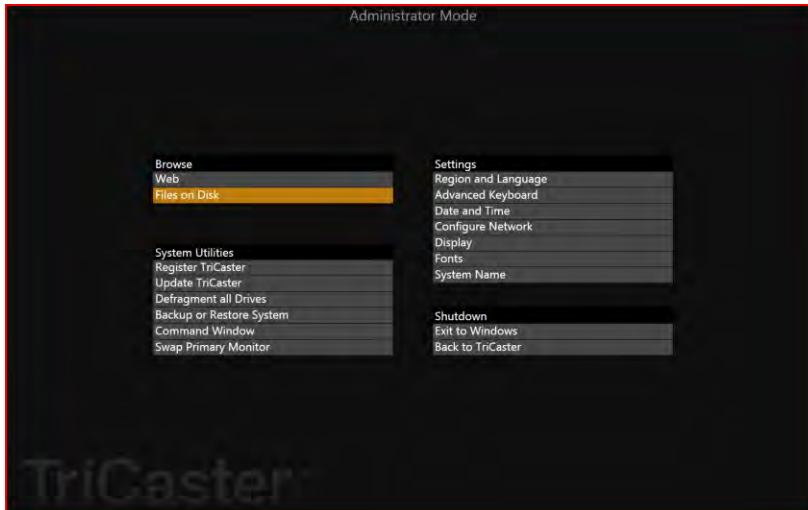 Administrator Mode
Browse
Web
Files on Disk
System Utilities
Register TriCaster
Update TriCaster
Defragment all Drives
Backup or Restore System
Command Window
Swap Primary Monitor
Settings
Region and Language
Advanced Keyboard
Date and Time
Configure Network
Display
Fonts
System Name
Shutdown
Exit to Windows
Back to TriCaster
TriCaster